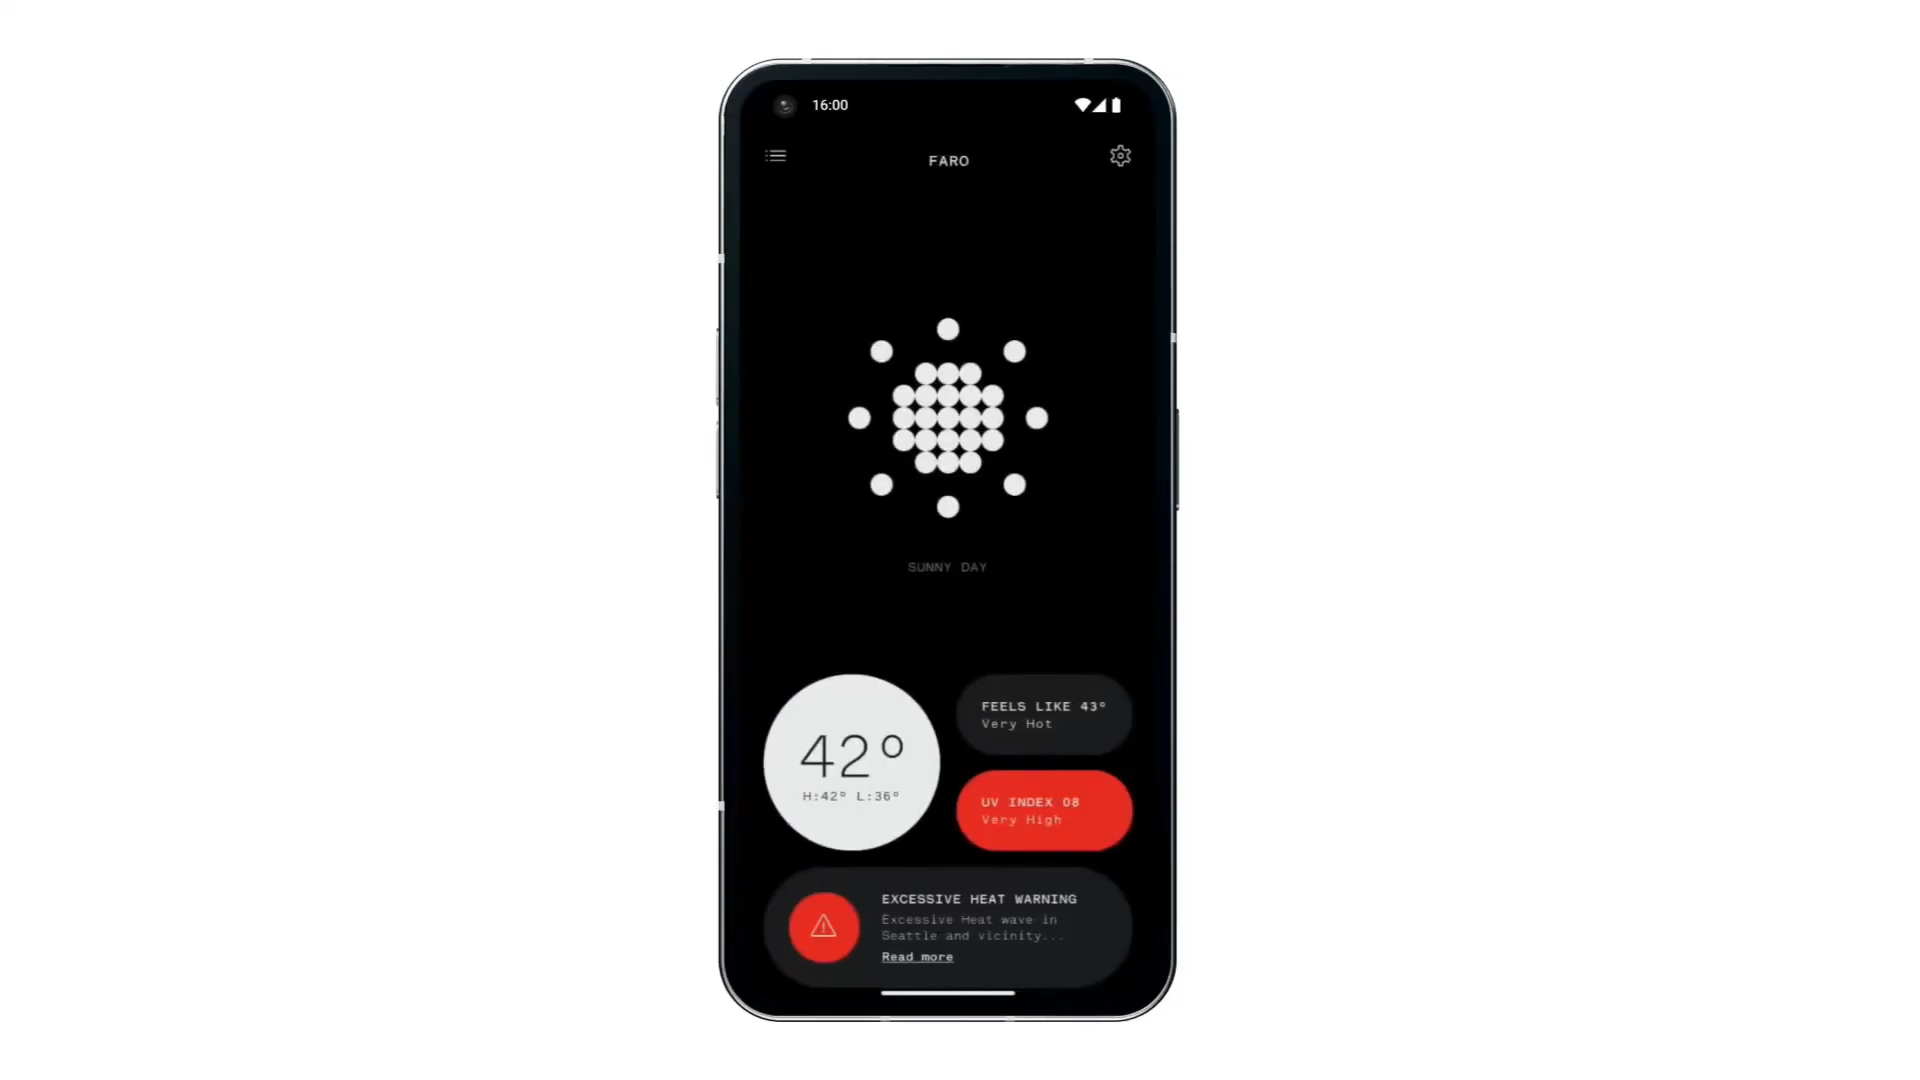 16:00
FARO
SUNNY DAY
42°
H:42° L:36°
FEELS LIKE 43°
Very Hot
UV INDEX 08
Very High
EXCESSIVE HEAT WARNING
Excessive Heat wave in
Seattle and vicinity...
Read more